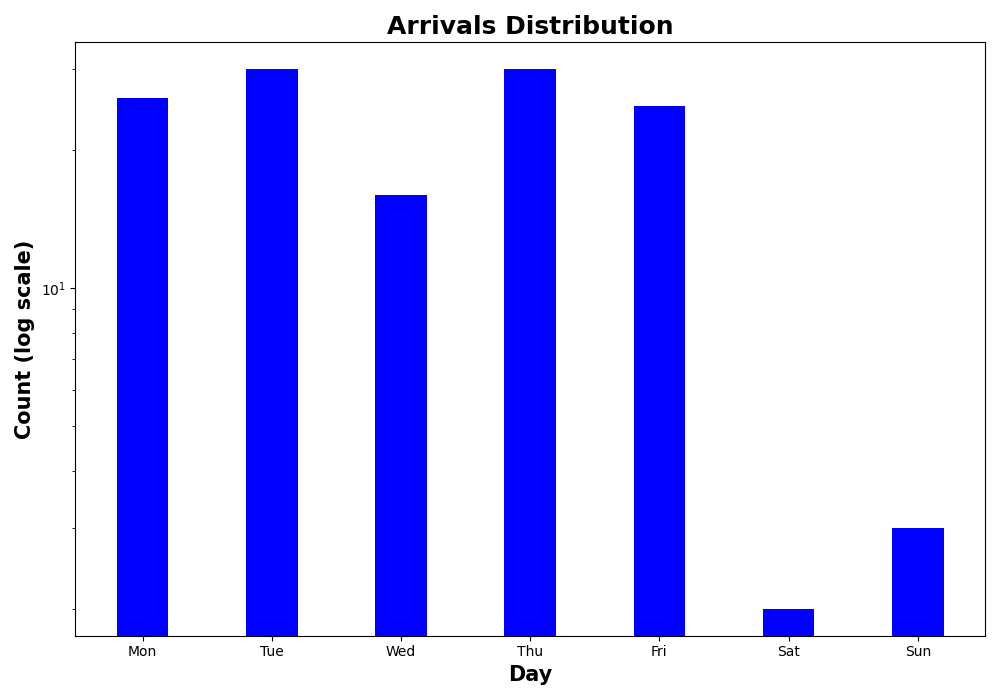 Arrivals Distribution
Count (log scale)
10¹
Mon Tue Wed Thu Fri Sat Sun
Day